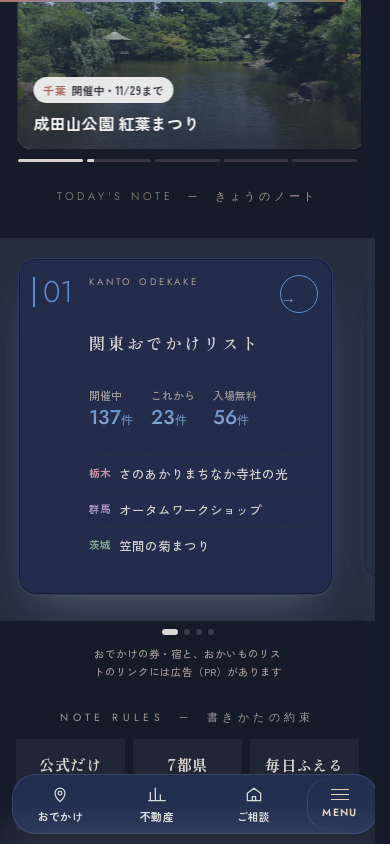 千葉 開催中・11/29まで
成田山公園 紅葉まつり
TODAY'S NOTE — きょうのノート
01
KANTO ODEKAKE
→
関東おでかけリスト
開催中 これから 入場無料
137件 23件 56件
栃木 さのあかりまちなか寺社の光
群馬 オータムワークショップ
茨城 笠間の菊まつり
おでかけの券・宿と、おかいものリス
トのリンクには広告（PR）があります
NOTE RULES — 書きかたの約束
公式だけ 7都県 毎日ふえる
おでかけ 不動産 ご相談 MENU